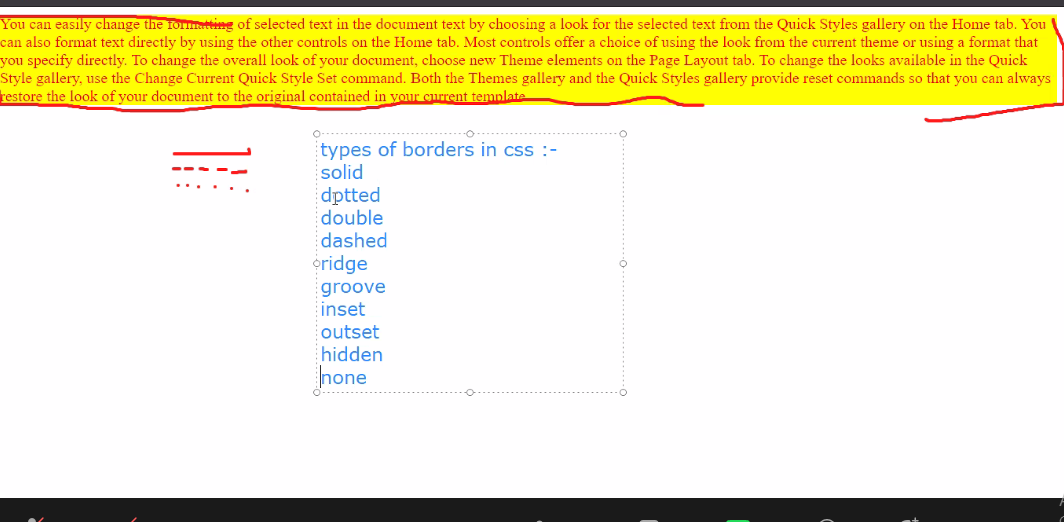 You can easily change the formatting of selected text in the document text by choosing a look for the selected text from the Quick Styles gallery on the Home tab. You
can also format text directly by using the other controls on the Home tab. Most controls offer a choice of using the look from the current theme or using a format that
you specify directly. To change the overall look of your document, choose new Theme elements on the Page Layout tab. To change the looks available in the Quick
Style gallery, use the Change Current Quick Style Set command. Both the Themes gallery and the Quick Styles gallery provide reset commands so that you can always
restore the look of your document to the original contained in your current template.
types of borders in css :-
solid
dotted
double
dashed
ridge
groove
inset
outset
hidden
none